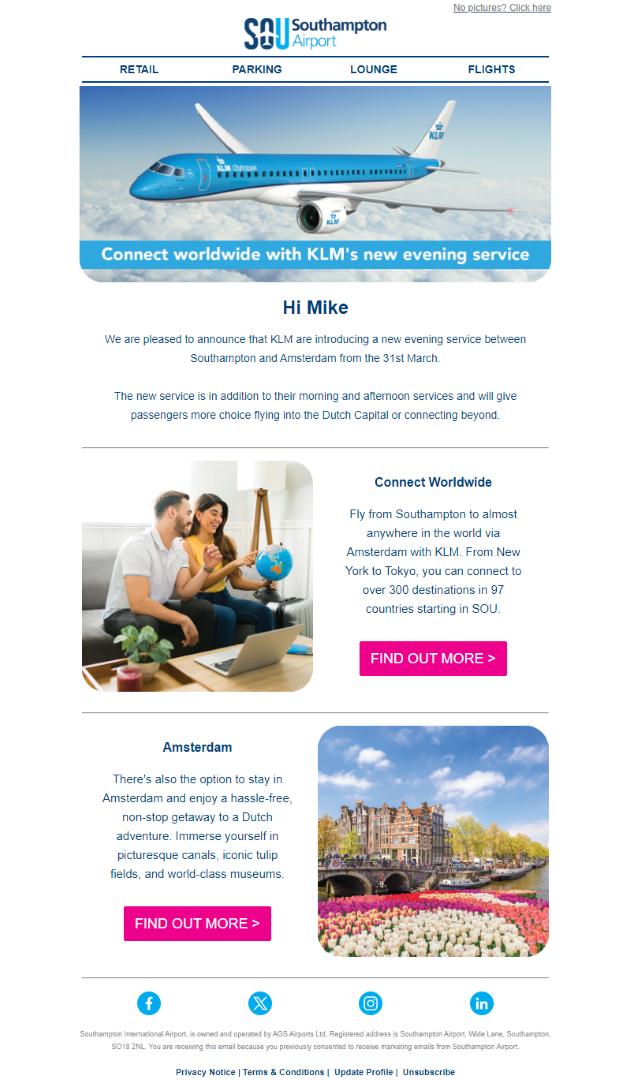 No pictures? Click here
SOU Southampton
Airport
RETAIL PARKING LOUNGE FLIGHTS
KLM Cityhopper
KLM
KLM
Connect worldwide with KLM's new evening service
Hi Mike
We are pleased to announce that KLM are introducing a new evening service between
Southampton and Amsterdam from the 31st March.
The new service is in addition to their morning and afternoon services and will give
passengers more choice flying into the Dutch Capital or connecting beyond.
Connect Worldwide
Fly from Southampton to almost
anywhere in the world via
Amsterdam with KLM. From New
York to Tokyo, you can connect to
over 300 destinations in 97
countries starting in SOU.
FIND OUT MORE >
Amsterdam
There's also the option to stay in
Amsterdam and enjoy a hassle-free,
non-stop getaway to a Dutch
adventure. Immerse yourself in
picturesque canals, iconic tulip
fields, and world-class museums.
FIND OUT MORE >
Southampton International Airport, is owned and operated by AGS Airports Ltd. Registered address is Southampton Airport, Wide Lane, Southampton,
SO18 2NL. You are receiving this email because you previously consented to receive marketing emails from Southampton Airport.
Privacy Notice | Terms & Conditions | Update Profile | Unsubscribe